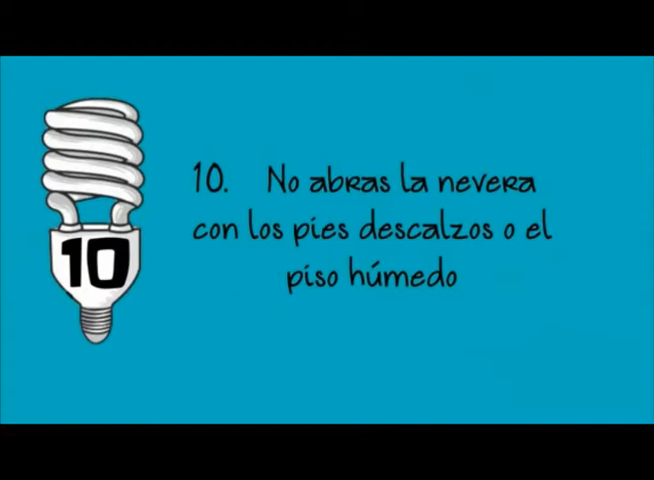 10
10. No abras la nevera
con los pies descalzos o el
piso húmedo